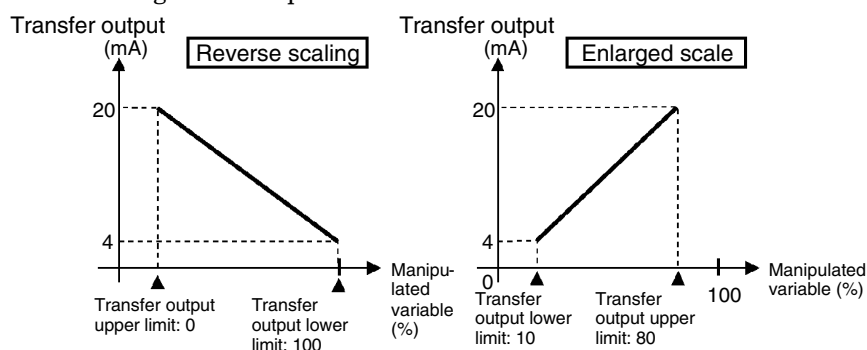 Transfer output
(mA)
Reverse scaling
20
4
Manipu-
lated
variable
(%)
Transfer output
upper limit: 0
Transfer
output lower
limit: 100
Transfer output
(mA)
Enlarged scale
20
4
0
100
Manipulated
variable (%)
Transfer
output lower
limit: 10
Transfer
output upper
limit: 80